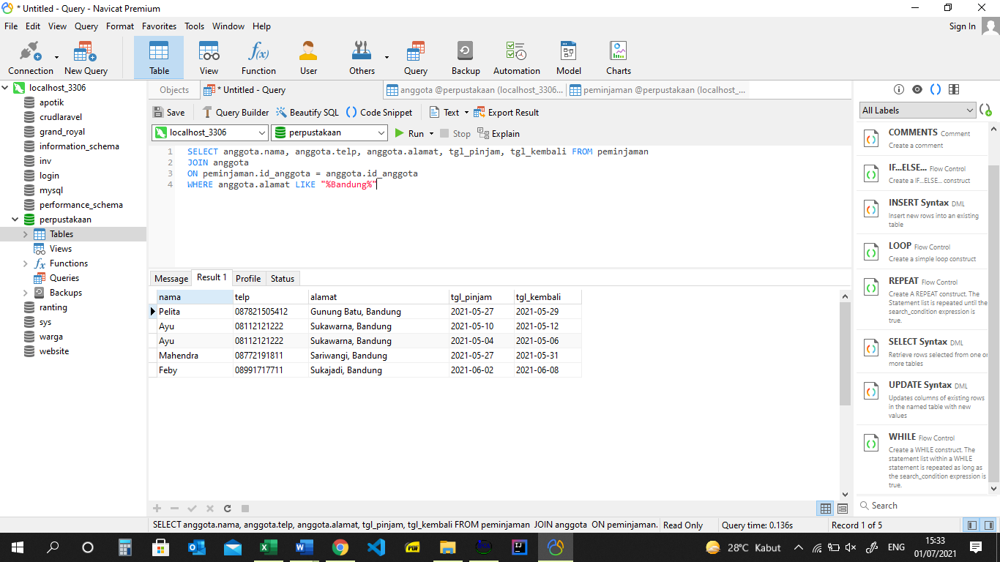 * Untitled - Query - Navicat Premium
File Edit View Query Format Favorites Tools Window Help
Sign In
Connection New Query Table View Function User Others Query Backup Automation Model Charts
localhost_3306
apotik
crudlaravel
grand_royal
information_schema
inv
login
mysql
performance_schema
perpustakaan
Tables
Views
Functions
Queries
Backups
ranting
sys
warga
website
Objects * Untitled - Query anggota @perpustakaan (localhost_3306... peminjaman @perpustakaan (localhost_...
Save Query Builder Beautify SQL Code Snippet Text Export Result
localhost_3306 perpustakaan Run Stop Explain
1 SELECT anggota.nama, anggota.telp, anggota.alamat, tgl_pinjam, tgl_kembali FROM peminjaman
2 JOIN anggota
3 ON peminjaman.id_anggota = anggota.id_anggota
4 WHERE anggota.alamat LIKE "%Bandung%"
Message Result 1 Profile Status
nama telp alamat tgl_pinjam tgl_kembali
Pelita 087821505412 Gunung Batu, Bandung 2021-05-27 2021-05-29
Ayu 08112121222 Sukawarna, Bandung 2021-05-10 2021-05-12
Ayu 08112121222 Sukawarna, Bandung 2021-05-04 2021-05-06
Mahendra 08772191811 Sariwangi, Bandung 2021-05-27 2021-05-31
Feby 08991717711 Sukajadi, Bandung 2021-06-02 2021-06-08
All Labels
COMMENTS Comment
Create a comment
IF...ELSE... Flow Control
Create a IF...ELSE... construct
INSERT Syntax DML
Insert new rows into an existing
table
LOOP Flow Control
Create a simple loop construct
REPEAT Flow Control
Create A REPEAT construct. The
Statement list is repeated until the
search_condition expression is
true.
SELECT Syntax DML
Retrieve rows selected from one or
more tables
UPDATE Syntax DML
Updates columns of existing rows
in the named table with new
values
WHILE Flow Control
Create a WHILE construct. The
statement list within a WHILE
statement is repeated as long as
the search_condition expression is
true.
Search
SELECT anggota.nama, anggota.telp, anggota.alamat, tgl_pinjam, tgl_kembali FROM peminjaman JOIN anggota ON peminjaman. Read Only Query time: 0.136s Record 1 of 5
28°C Kabut ENG 15:33
01/07/2021